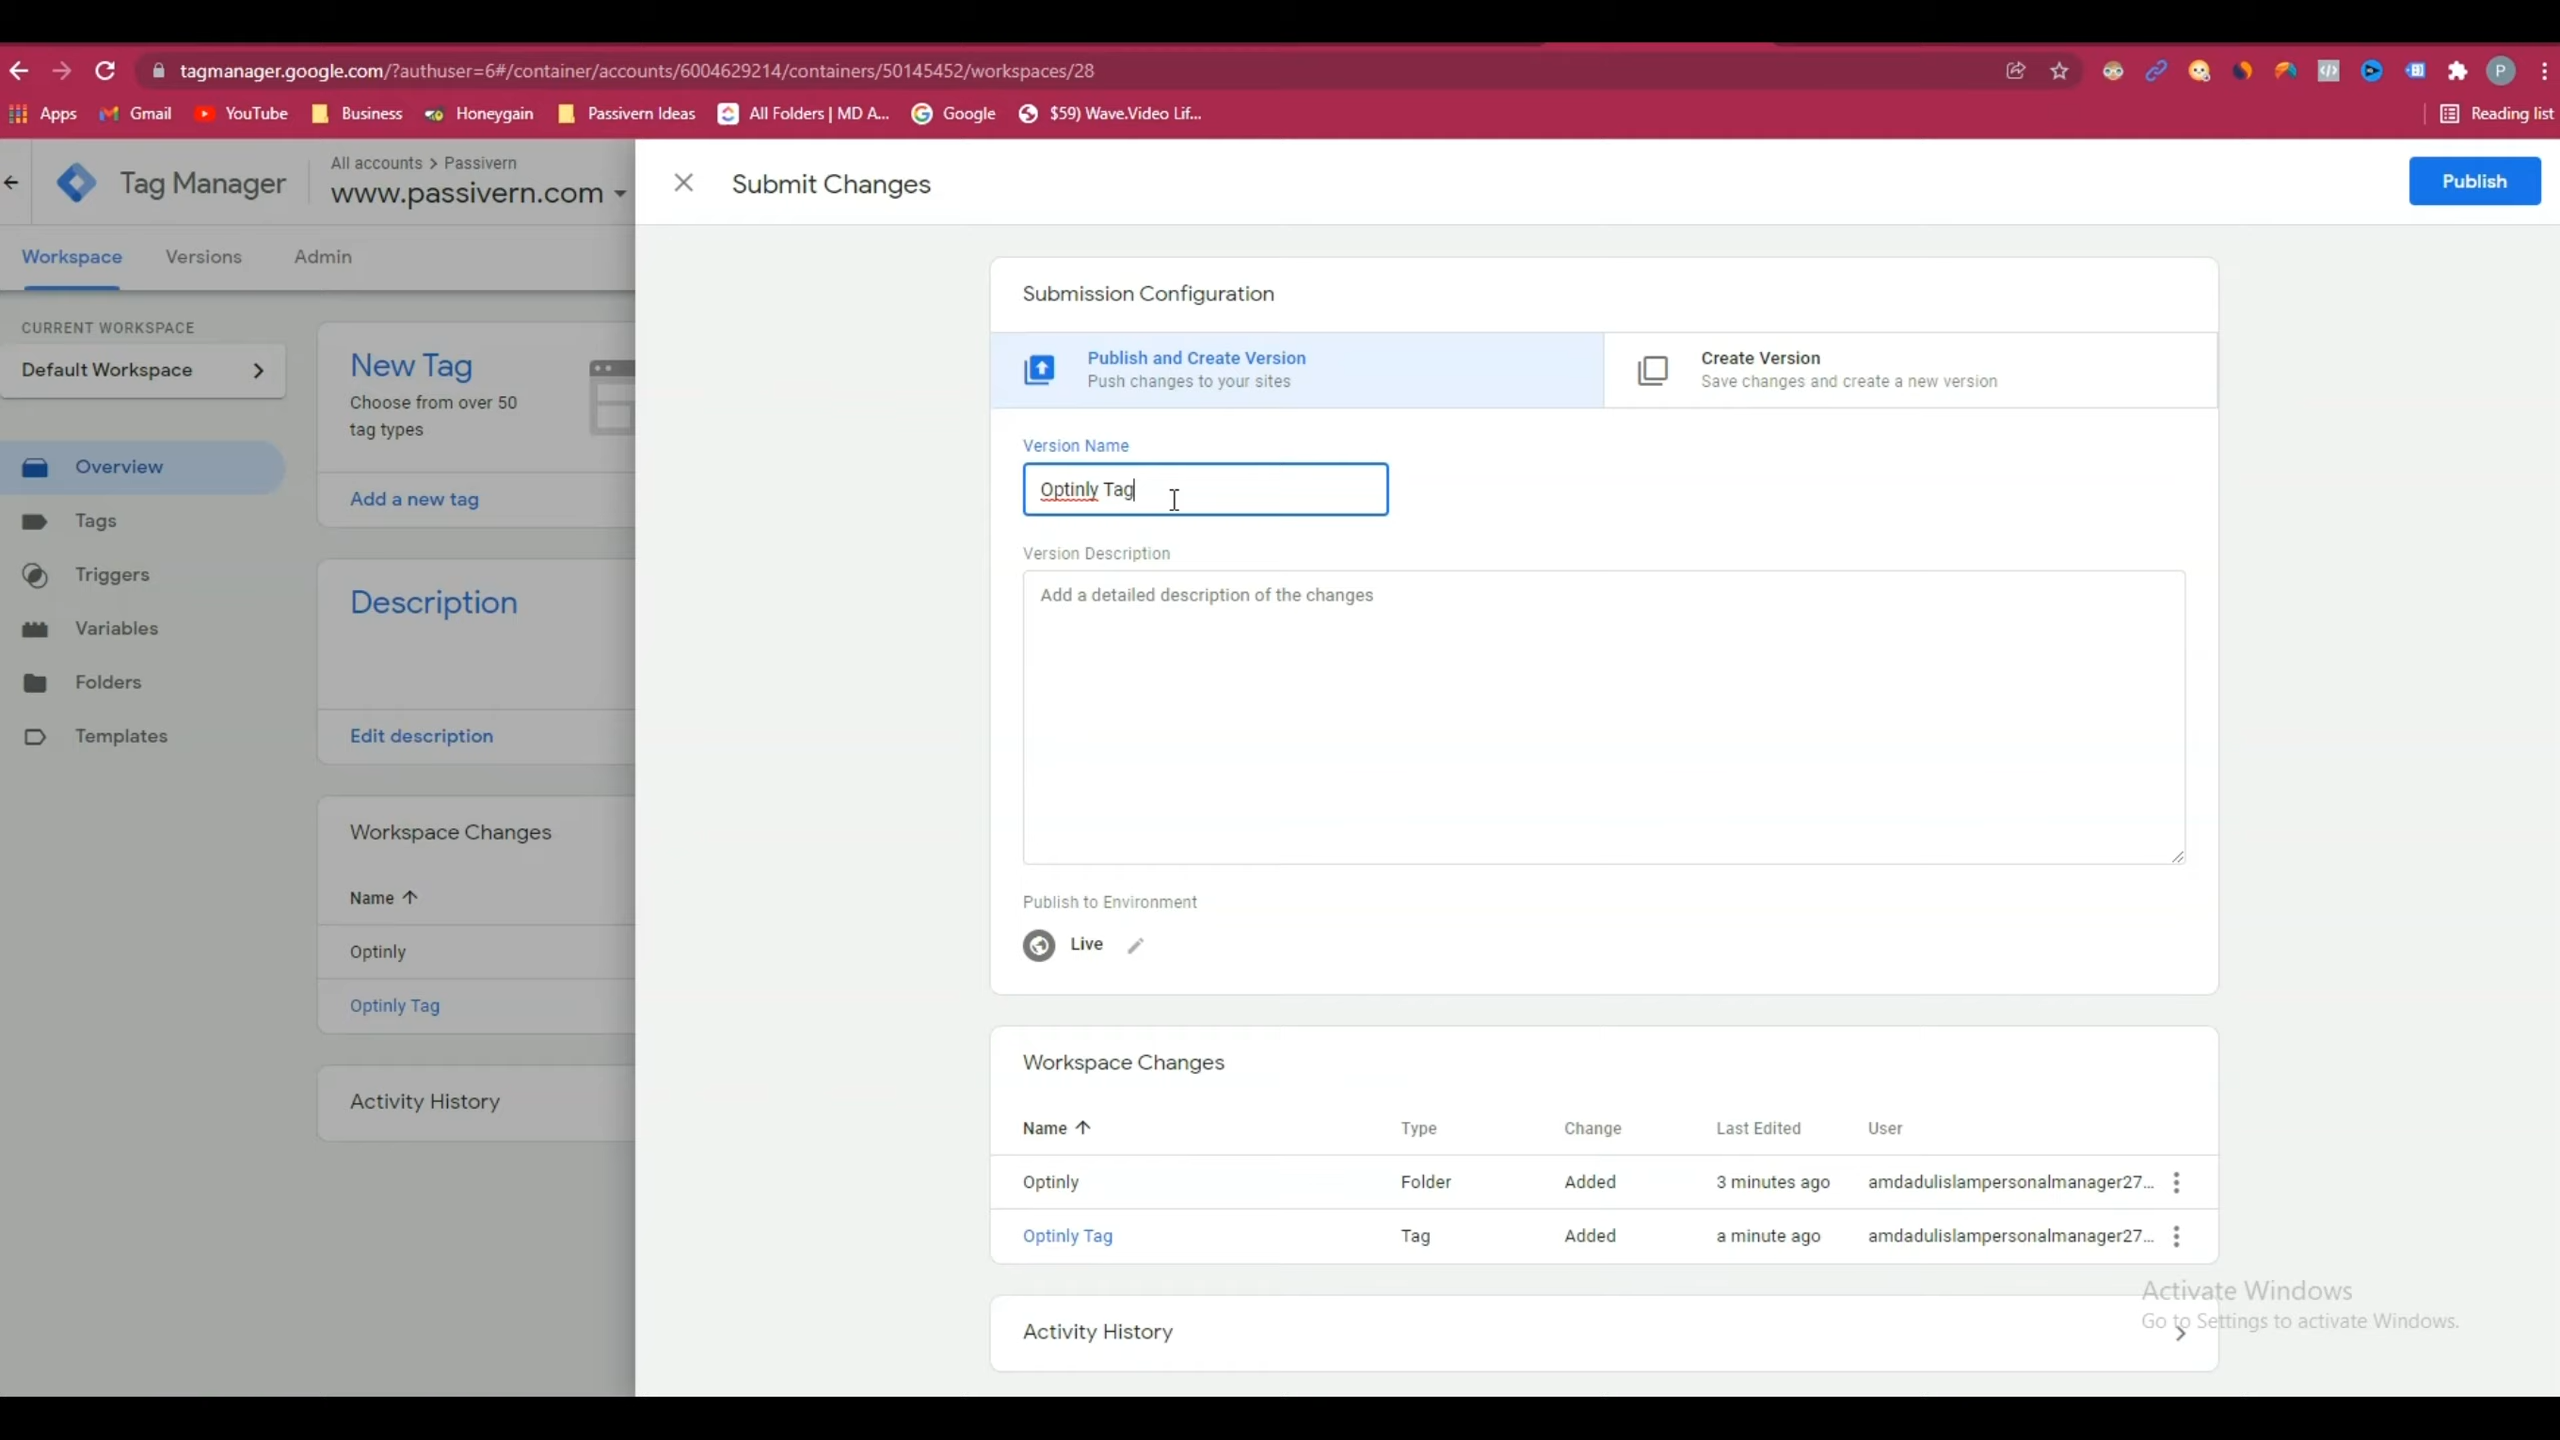 tagmanager.google.com/?authuser=6#/container/accounts/6004629214/containers/50145452/workspaces/28
P
Apps
Gmail
YouTube
Business
Honeygain
Passivern Ideas
All Folders | MD A...
Google
$59) Wave.Video Lif...
Reading list
Tag Manager
All accounts > Passivern
www.passivern.com
Submit Changes
Publish
Workspace
Versions
Admin
CURRENT WORKSPACE
Default Workspace
Overview
Tags
Triggers
Variables
Folders
Templates
New Tag
Choose from over 50
tag types
Add a new tag
Description
Edit description
Workspace Changes
Name
Optinly
Optinly Tag
Activity History
Submission Configuration
Publish and Create Version
Push changes to your sites
Create Version
Save changes and create a new version
Version Name
Optinly Tag
Version Description
Add a detailed description of the changes
Publish to Environment
Live
Workspace Changes
Name Type Change Last Edited User
Optinly Folder Added 3 minutes ago amdadulislampersonalmanager27...
Optinly Tag Tag Added a minute ago amdadulislampersonalmanager27...
Activity History
Activate Windows
Go to Settings to activate Windows.